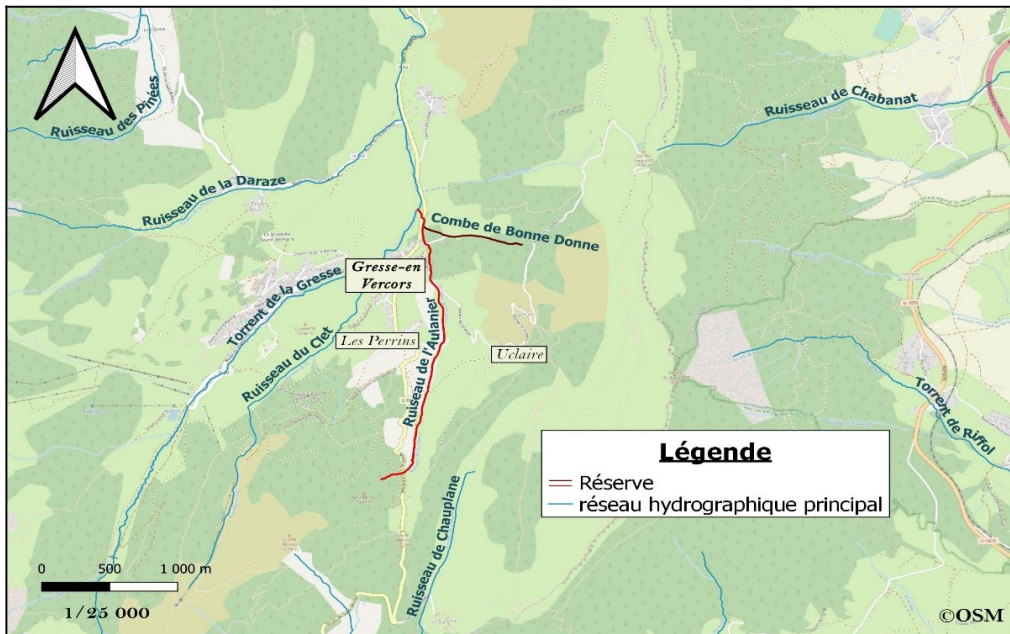 Ruisseau des Pinées
Ruisseau de Chabanat
Ruisseau de la Daraze
Combe de Bonne Donne
Gresse-en
Vercors
Torrent de la Gresse
Les Perrins
Ruisseau du Clet
Ruiseau de l'Aulanier
Uclaire
Torrent de Riffol
Légende
Réserve
réseau hydrographique principal
Ruisseau de Chauplane
0 500 1 000 m
1/25 000
©OSM